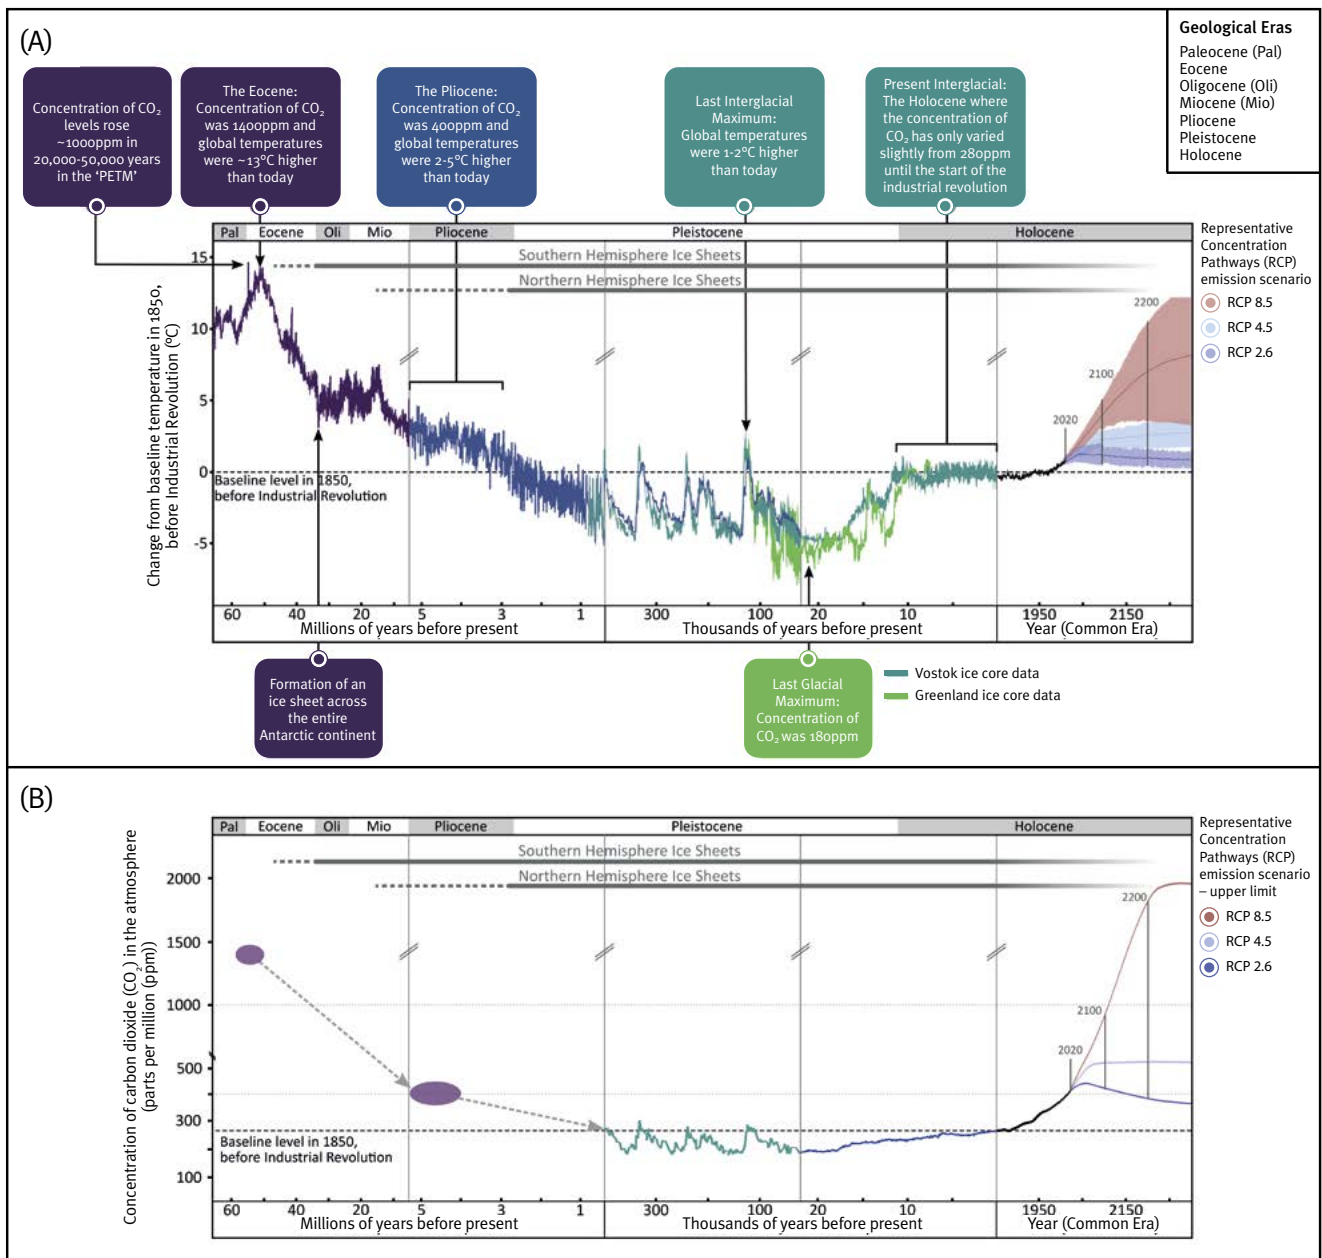 (A)
Geological Eras
Paleocene (Pal)
Eocene
Oligocene (Oli)
Miocene (Mio)
Pliocene
Pleistocene
Holocene
Concentration of CO₂
levels rose
~1000ppm in
20,000-50,000 years
in the ‘PETM’
The Eocene:
Concentration of CO₂
was 1400ppm and
global temperatures
were ~13°C higher
than today
The Pliocene:
Concentration of CO₂
was 400ppm and
global temperatures
were 2-5°C higher
than today
Last Interglacial
Maximum:
Global temperatures
were 1-2°C higher
than today
Present Interglacial:
The Holocene where
the concentration of
CO₂ has only varied
slightly from 280ppm
until the start of the
industrial revolution
Pal Eocene Oli Mio Pliocene Pleistocene Holocene
Southern Hemisphere Ice Sheets
Northern Hemisphere Ice Sheets
Change from baseline temperature in 1850,
before Industrial Revolution (°C)
15
10
5
0
-5
Baseline level in 1850,
before Industrial Revolution
2020
2100
2200
Representative
Concentration
Pathways (RCP)
emission scenario
RCP 8.5
RCP 4.5
RCP 2.6
60 40 20 5 3 1 300 100 20 10 1950 2150
Millions of years before present Thousands of years before present Year (Common Era)
Formation of an
ice sheet across
the entire
Antarctic continent
Last Glacial
Maximum:
Concentration of
CO₂ was 180ppm
Vostok ice core data
Greenland ice core data
(B)
Pal Eocene Oli Mio Pliocene Pleistocene Holocene
Southern Hemisphere Ice Sheets
Northern Hemisphere Ice Sheets
Concentration of carbon dioxide (CO₂) in the atmosphere
(parts per million (ppm))
2000
1500
1000
500
300
100
Baseline level in 1850,
before Industrial Revolution
2020
2100
2200
Representative
Concentration
Pathways (RCP)
emission scenario
– upper limit
RCP 8.5
RCP 4.5
RCP 2.6
60 40 20 5 3 1 300 100 20 10 1950 2150
Millions of years before present Thousands of years before present Year (Common Era)